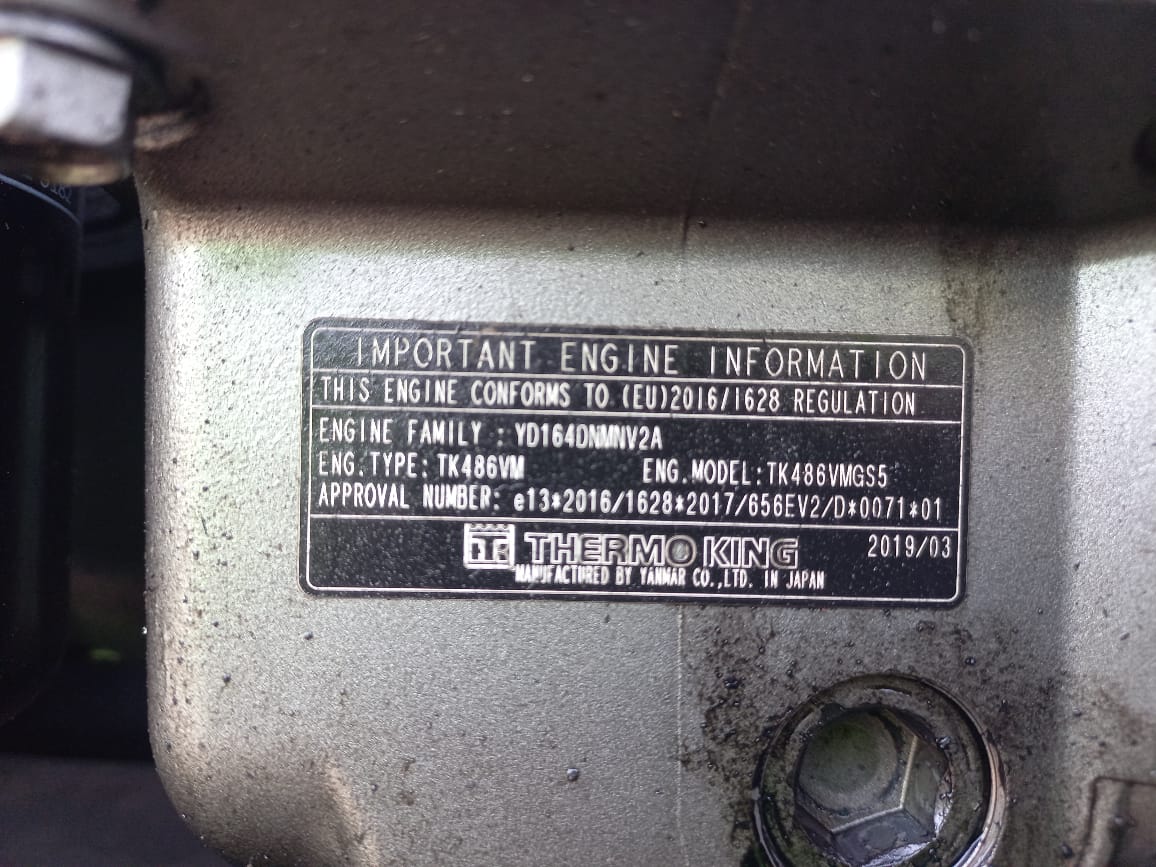 IMPORTANT ENGINE INFORMATION
THIS ENGINE CONFORMS TO (EU)2016/1628 REGULATION
ENGINE FAMILY : YD164DNMNV2A
ENG.TYPE: TK486VM ENG.MODEL: TK486VMGS5
APPROVAL NUMBER: e13*2016/1628*2017/656EV2/D*0071*01
TK THERMO KING 2019/03
MANUFACTURED BY YANMAR CO.,LTD. IN JAPAN